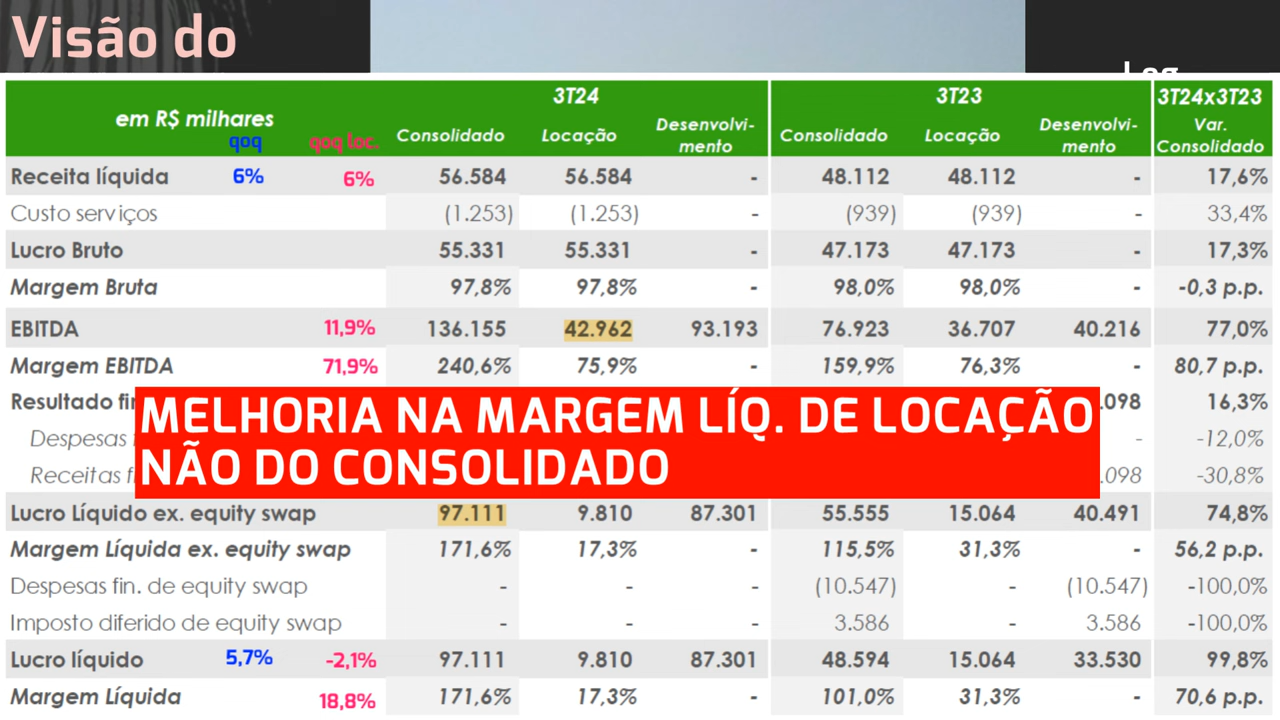 Visão do
Log
em R$ milhares qoq qoq loc. 3T24 Consolidado Locação Desenvolvi-mento 3T23 Consolidado Locação Desenvolvi-mento 3T24x3T23 Var. Consolidado
Receita líquida 6% 6% 56.584 56.584 - 48.112 48.112 - 17,6%
Custo serviços (1.253) (1.253) - (939) (939) - 33,4%
Lucro Bruto 55.331 55.331 - 47.173 47.173 - 17,3%
Margem Bruta 97,8% 97,8% - 98,0% 98,0% - -0,3 p.p.
EBITDA 11,9% 136.155 42.962 93.193 76.923 36.707 40.216 77,0%
Margem EBITDA 71,9% 240,6% 75,9% - 159,9% 76,3% - 80,7 p.p.
Resultado .098 16,3%
MELHORIA NA MARGEM LÍQ. DE LOCAÇÃO
Despesas - -12,0%
NÃO DO CONSOLIDADO
Receitas .098 -30,8%
Lucro Líquido ex. equity swap 97.111 9.810 87.301 55.555 15.064 40.491 74,8%
Margem Líquida ex. equity swap 171,6% 17,3% - 115,5% 31,3% - 56,2 p.p.
Despesas fin. de equity swap - - - (10.547) - (10.547) -100,0%
Imposto diferido de equity swap - - - 3.586 - 3.586 -100,0%
Lucro líquido 5,7% -2,1% 97.111 9.810 87.301 48.594 15.064 33.530 99,8%
Margem Líquida 18,8% 171,6% 17,3% - 101,0% 31,3% - 70,6 p.p.